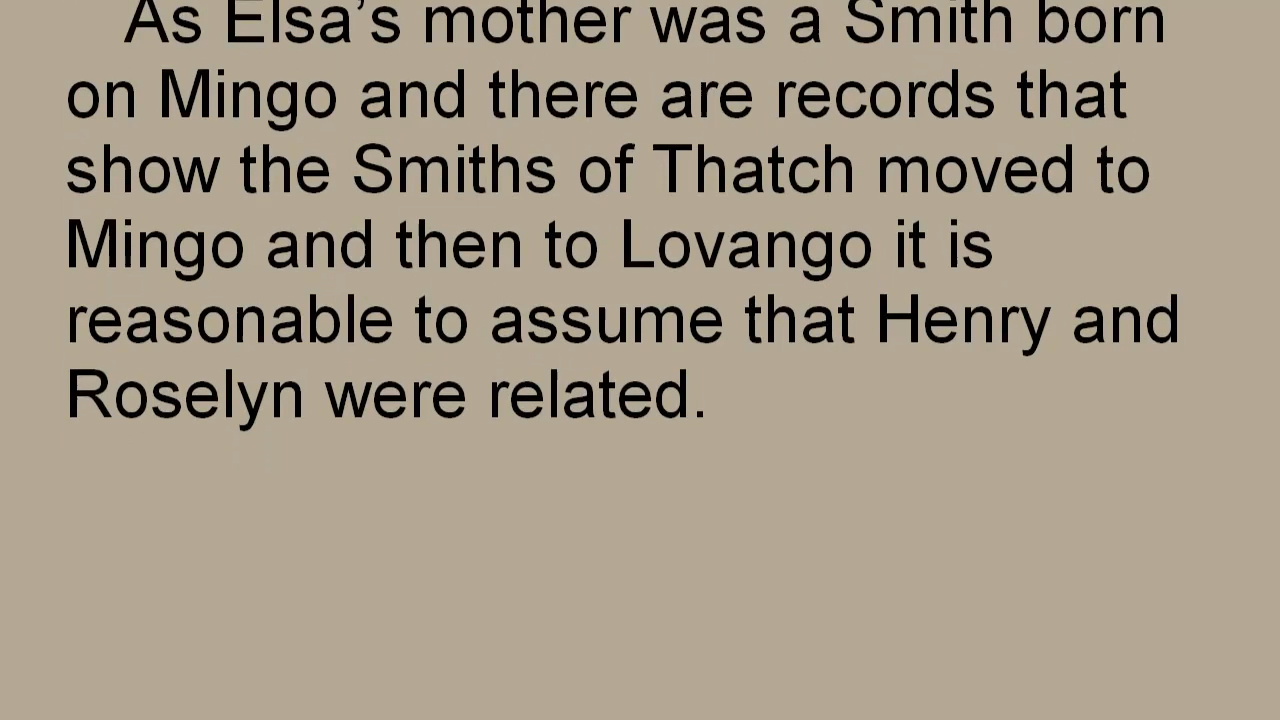 As Elsa’s mother was a Smith born
on Mingo and there are records that
show the Smiths of Thatch moved to
Mingo and then to Lovango it is
reasonable to assume that Henry and
Roselyn were related.